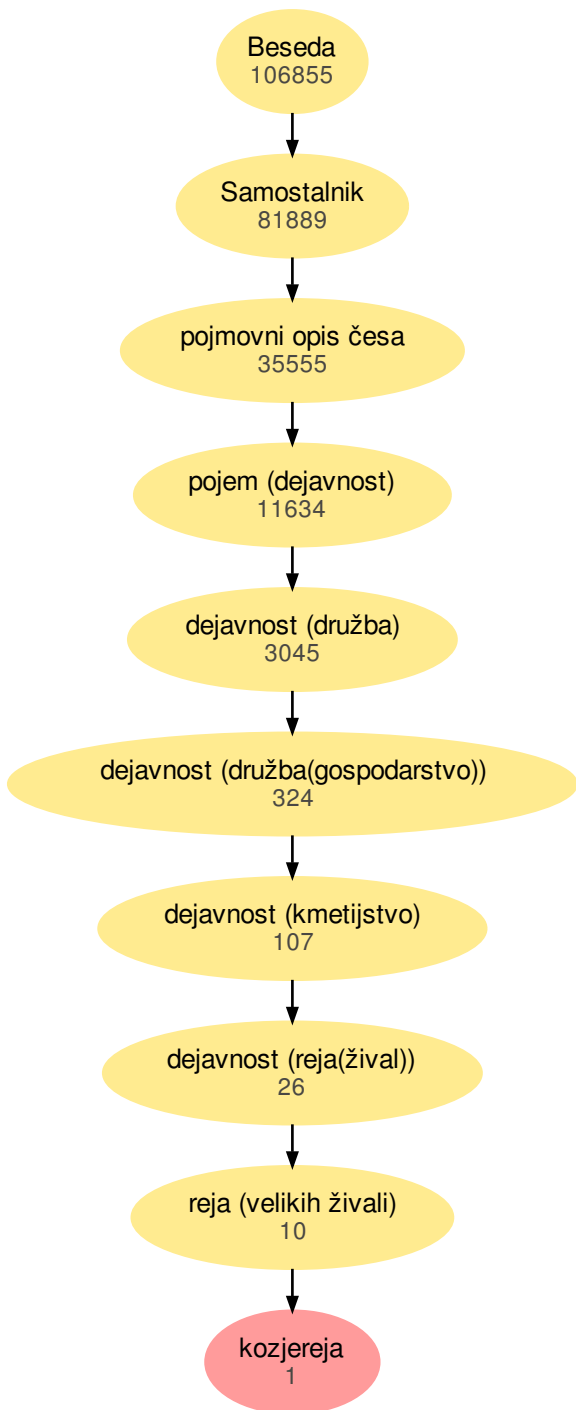 Beseda
106855
Samostalnik
81889
pojmovni opis česa
35555
pojem (dejavnost)
11634
dejavnost (družba)
3045
dejavnost (družba(gospodarstvo))
324
dejavnost (kmetijstvo)
107
dejavnost (reja(žival))
26
reja (velikih živali)
10
kozjereja
1